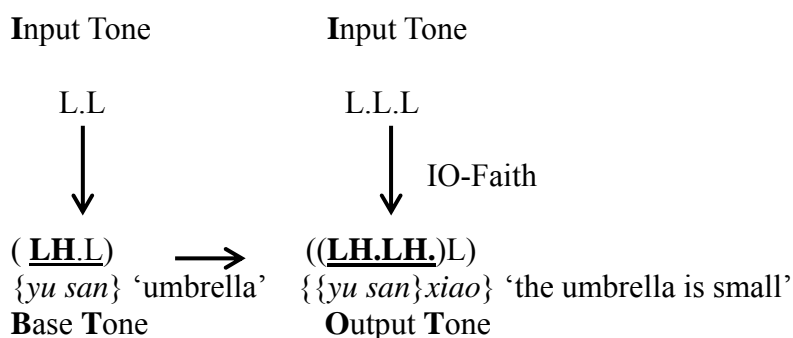 Input Tone Input Tone
L.L L.L.L
IO-Faith
( LH.L) ((LH.LH.)L)
{yu san} ‘umbrella’ {{yu san}xiao} ‘the umbrella is small’
Base Tone Output Tone